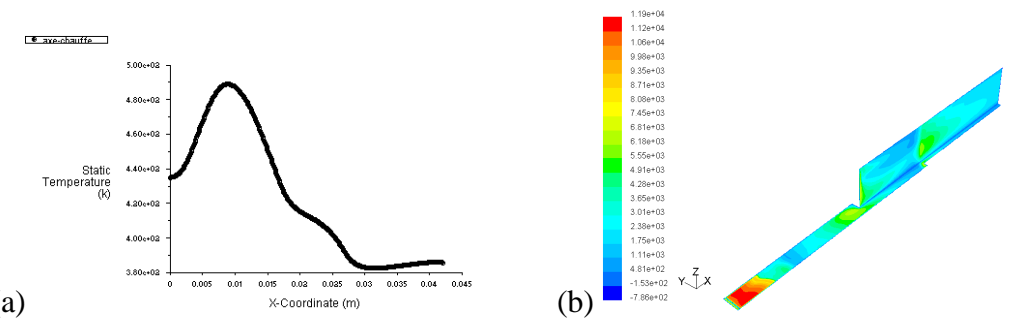 axe-chauffe
5.00e+02
4.80e+02
4.60e+02
4.40e+02
4.20e+02
4.00e+02
3.80e+02
Static
Temperature
(k)
0 0.005 0.01 0.015 0.02 0.025 0.03 0.035 0.04 0.045
X-Coordinate (m)
a)
1.19e+04
1.12e+04
1.06e+04
9.98e+03
9.35e+03
8.71e+03
8.08e+03
7.45e+03
6.81e+03
6.18e+03
5.55e+03
4.91e+03
4.28e+03
3.65e+03
3.01e+03
2.38e+03
1.75e+03
1.11e+03
4.81e+02
-1.53e+02
-7.86e+02
Z
Y X
(b)